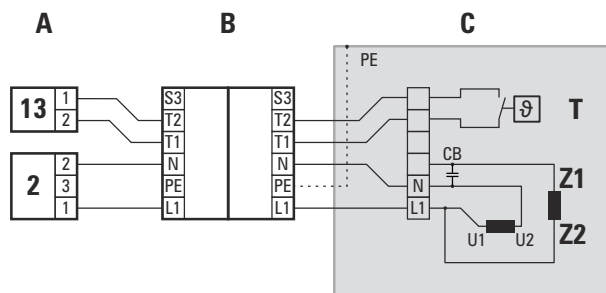 A B C
PE
13 1 S3 S3
2 T2 T2 ϑ T
T1 T1
2 2 N N CB
3 PE PE N Z1
1 L1 L1 L1
U1 U2 Z2